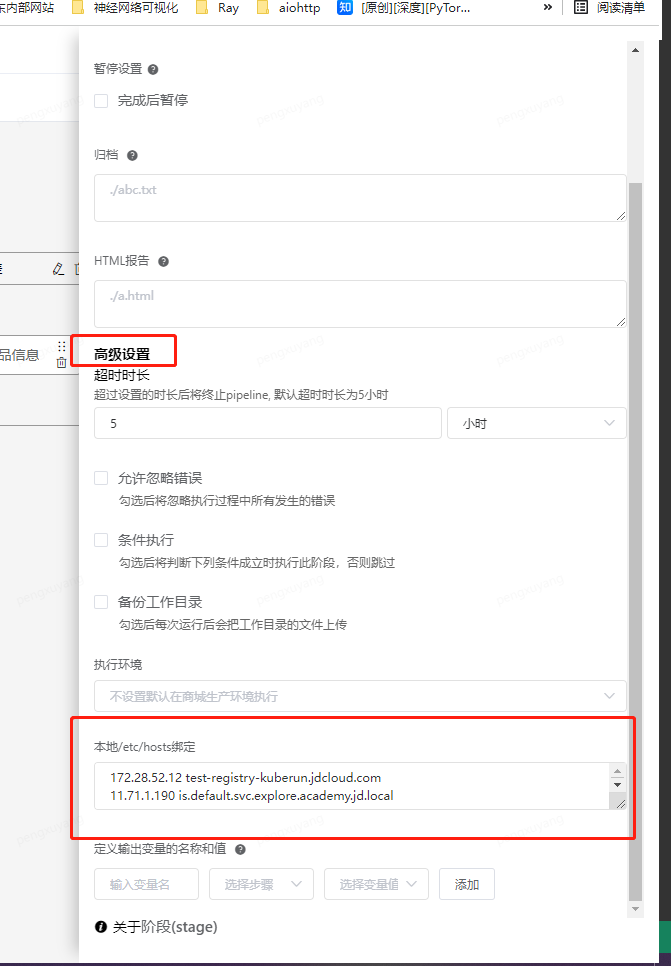 东内部网站 神经网络可视化 Ray aiohttp 知 [原创][深度][PyTor... » 阅读清单
暂停设置
完成后暂停
归档
./abc.txt
HTML报告
./a.html
品信息
高级设置
超时时长
超过设置的时长后将终止pipeline, 默认超时时长为5小时
5 小时
允许忽略错误
勾选后将忽略执行过程中所有发生的错误
条件执行
勾选后将判断下列条件成立时执行此阶段，否则跳过
备份工作目录
勾选后每次运行后会把工作目录的文件上传
执行环境
不设置默认在商城生产环境执行
本地/etc/hosts绑定
172.28.52.12 test-registry-kuberun.jdcloud.com
11.71.1.190 is.default.svc.explore.academy.jd.local
定义输出变量的名称和值
输入变量名 选择步骤 选择变量值 添加
关于阶段(stage)